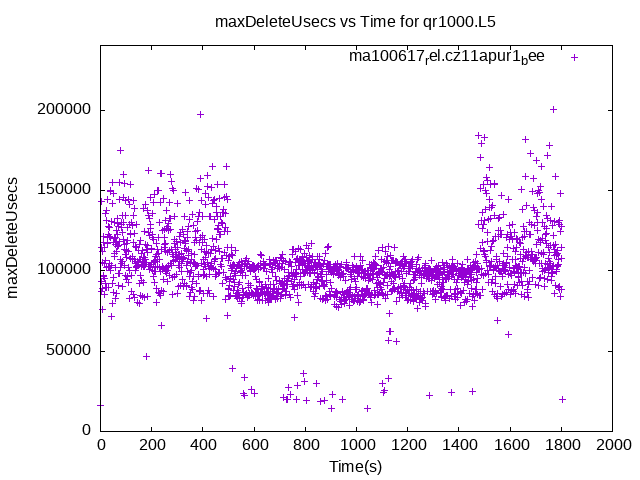 maxDeleteUsecs vs Time for qr1000.L5
ma100617rel.cz11apur1bee
200000
150000
100000
50000
0
maxDeleteUsecs
0 200 400 600 800 1000 1200 1400 1600 1800 2000
Time(s)